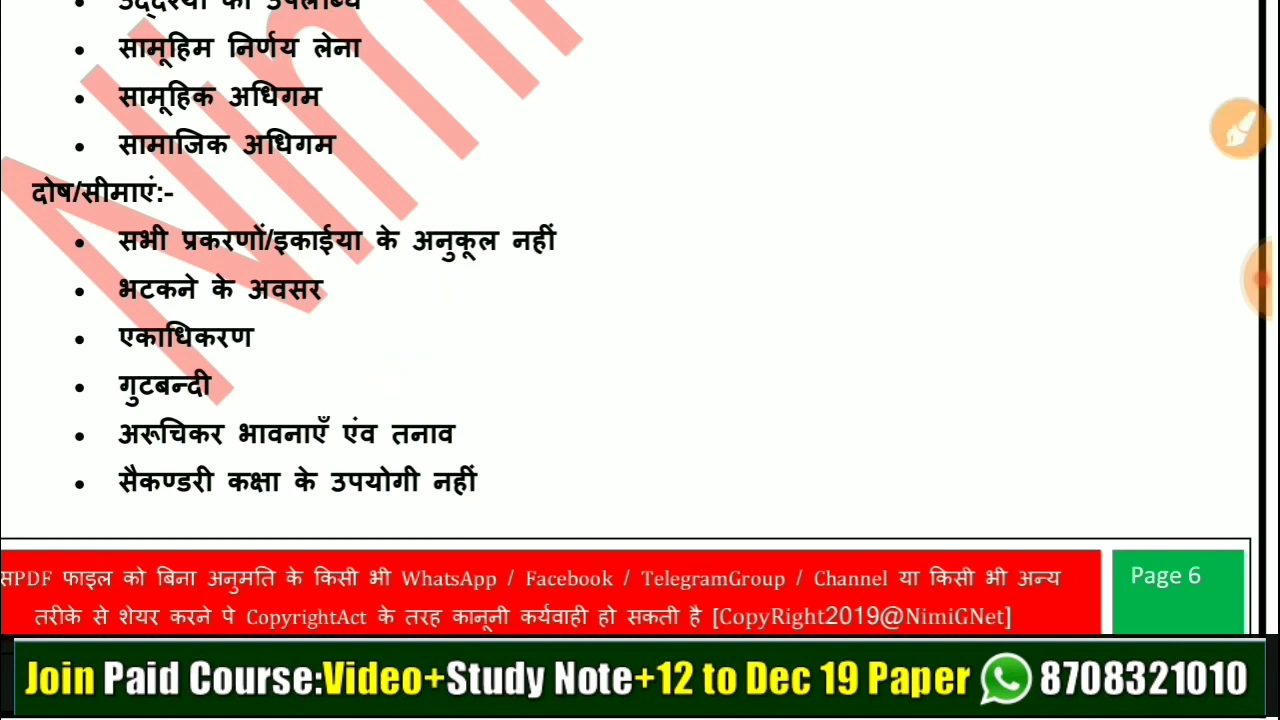 सामूहिम निर्णय लेना
सामूहिक अधिगम
सामाजिक अधिगम
दोष/सीमाएं:-
सभी प्रकरणों/इकाईया के अनुकूल नहीं
भटकने के अवसर
एकाधिकरण
गुटबन्दी
अरूचिकर भावनाएँ एंव तनाव
सैकण्डरी कक्षा के उपयोगी नहीं
सPDF फाइल को बिना अनुमति के किसी भी WhatsApp / Facebook / TelegramGroup / Channel या किसी भी अन्य
तरीके से शेयर करने पे CopyrightAct के तरह कानूनी कर्यवाही हो सकती है [CopyRight2019@NimiGNet]
Page 6
Join Paid Course:Video+Study Note+12 to Dec 19 Paper 8708321010